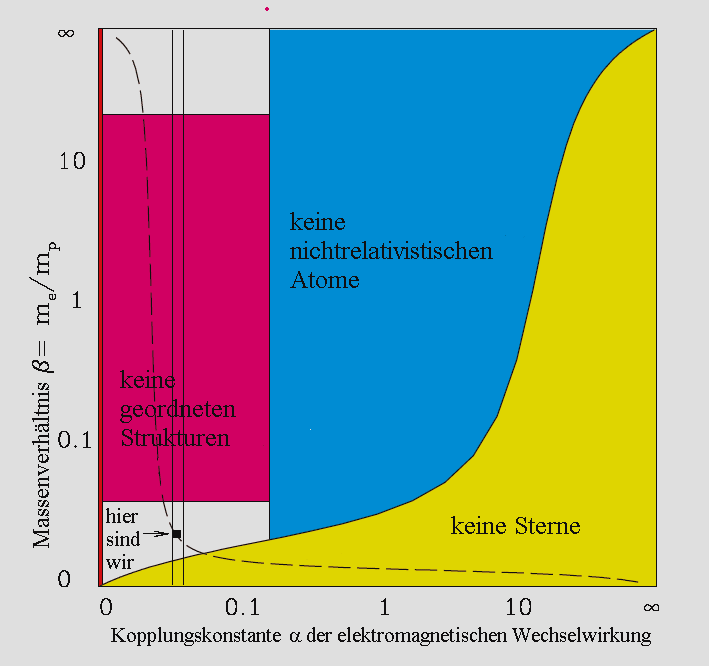 ∞
10
1
0.1
0
Massenverhältnis β = mₑ/m_P
keine
nichtrelativistischen
Atome
keine
geordneten
Strukturen
hier
sind
wir
keine Sterne
0
0.1
1
10
∞
Kopplungskonstante α der elektromagnetischen Wechselwirkung